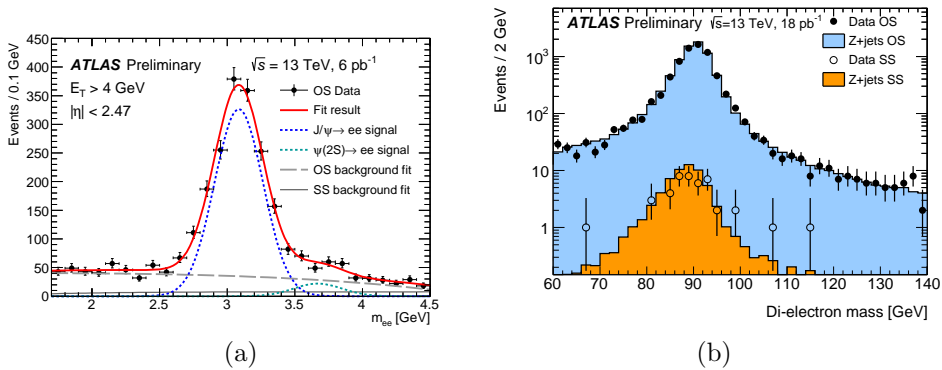 ATLAS Preliminary √s = 13 TeV, 6 pb⁻¹
E_T > 4 GeV
|η| < 2.47
OS Data
Fit result
J/ψ→ ee signal
ψ(2S)→ ee signal
OS background fit
SS background fit
Events / 0.1 GeV
450
400
350
300
250
200
150
100
50
0
2 2.5 3 3.5 4 4.5
m_ee [GeV]
(a)
ATLAS Preliminary √s=13 TeV, 18 pb⁻¹
Data OS
Z+jets OS
Data SS
Z+jets SS
Events / 2 GeV
10³
10²
10
1
60 70 80 90 100 110 120 130 140
Di-electron mass [GeV]
(b)